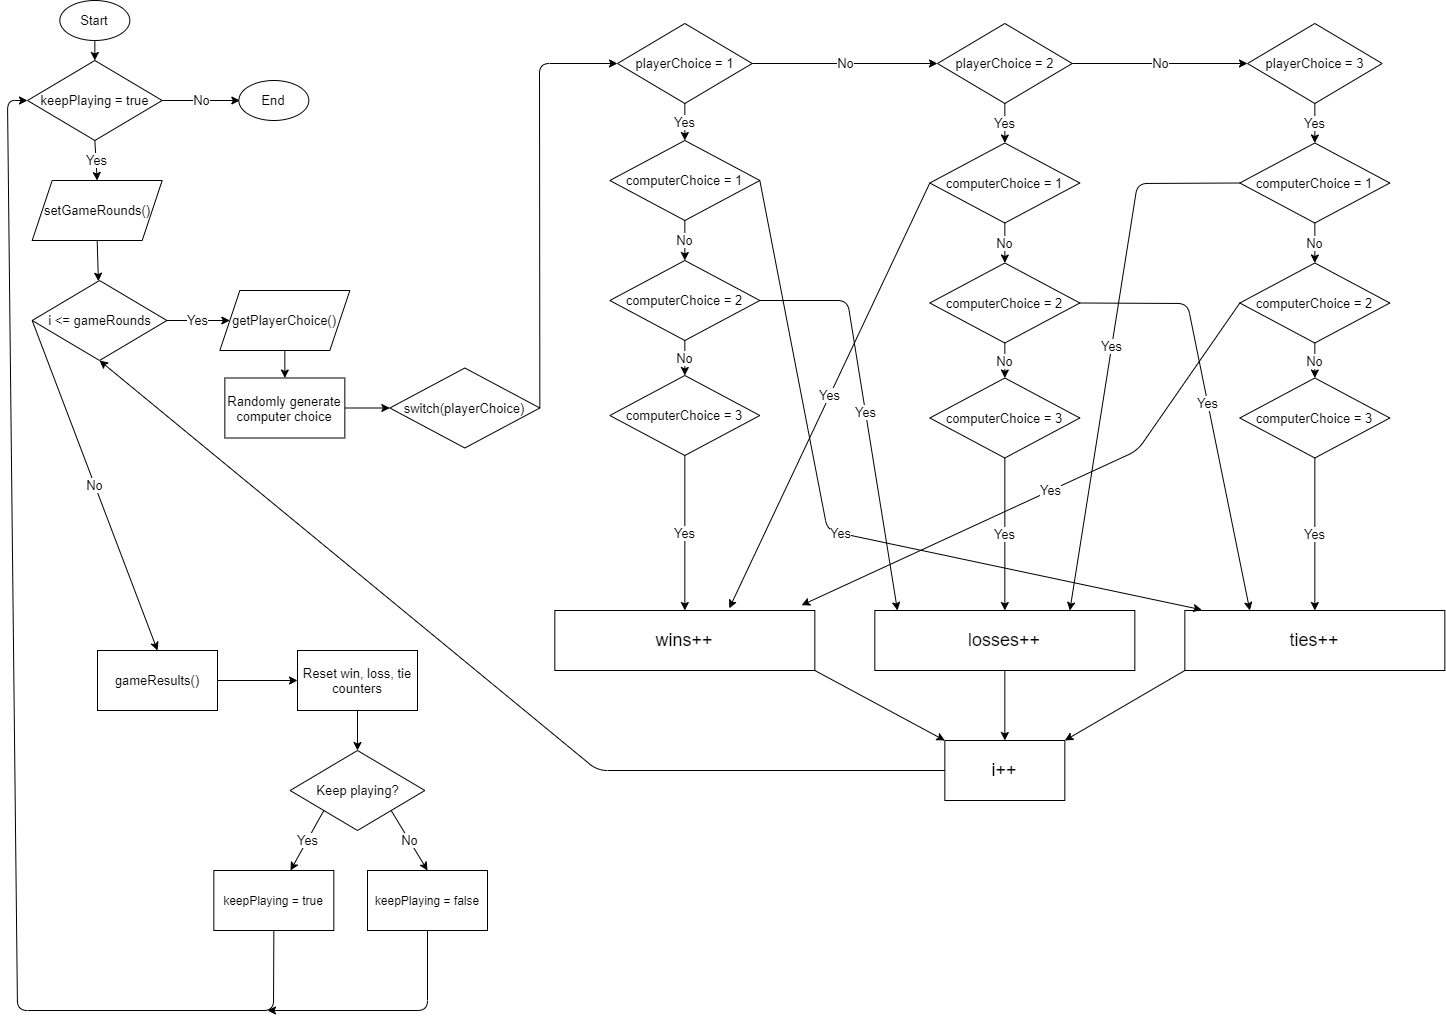 Start
keepPlaying = true
No
End
Yes
setGameRounds()
i <= gameRounds
Yes
getPlayerChoice()
Randomly generate
computer choice
switch(playerChoice)
playerChoice = 1
No
playerChoice = 2
No
playerChoice = 3
Yes
Yes
Yes
computerChoice = 1
computerChoice = 1
computerChoice = 1
No
No
No
computerChoice = 2
computerChoice = 2
computerChoice = 2
Yes
No
No
No
Yes
Yes
Yes
computerChoice = 3
computerChoice = 3
computerChoice = 3
Yes
Yes
Yes
Yes
Yes
wins++
losses++
ties++
i++
No
gameResults()
Reset win, loss, tie
counters
Keep playing?
Yes
No
keepPlaying = true
keepPlaying = false